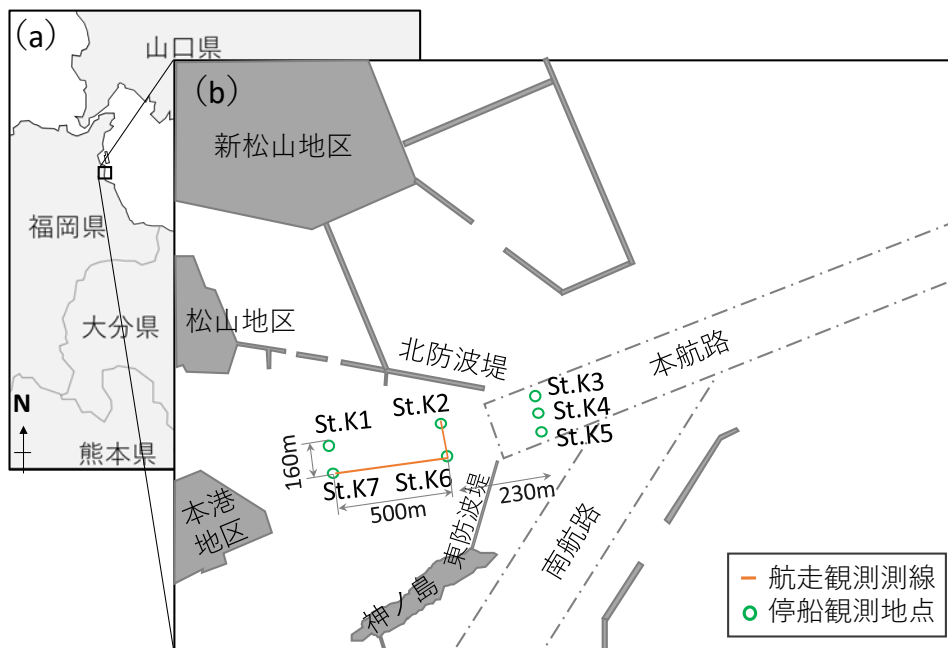 (a)
山口県
福岡県
大分県
熊本県
N
(b)
新松山地区
松山地区
北防波堤
本航路
St.K3
St.K4
St.K5
St.K2
St.K1
160m
St.K7
St.K6
500m
230m
東防波堤
南航路
本港
地区
神ノ島
航走観測測線
停船観測地点